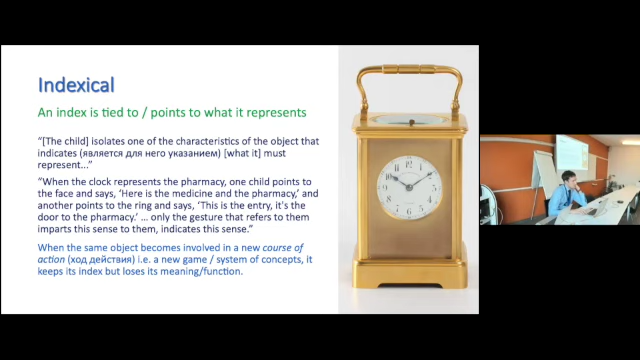 Indexical
An index is tied to / points to what it represents
“[The child] isolates one of the characteristics of the object that
indicates (является для него указанием) [what it] must
represent...”
“When the clock represents the pharmacy, one child points to
the face and says, ‘Here is the medicine and the pharmacy,’ and
another points to the ring and says, ‘This is the entry, it's the
door to the pharmacy.’ … only the gesture that refers to them
imparts this sense to them, indicates this sense.”
When the same object becomes involved in a new course of
action (ход действия) i.e. a new game / system of concepts, it
keeps its index but loses its meaning/function.